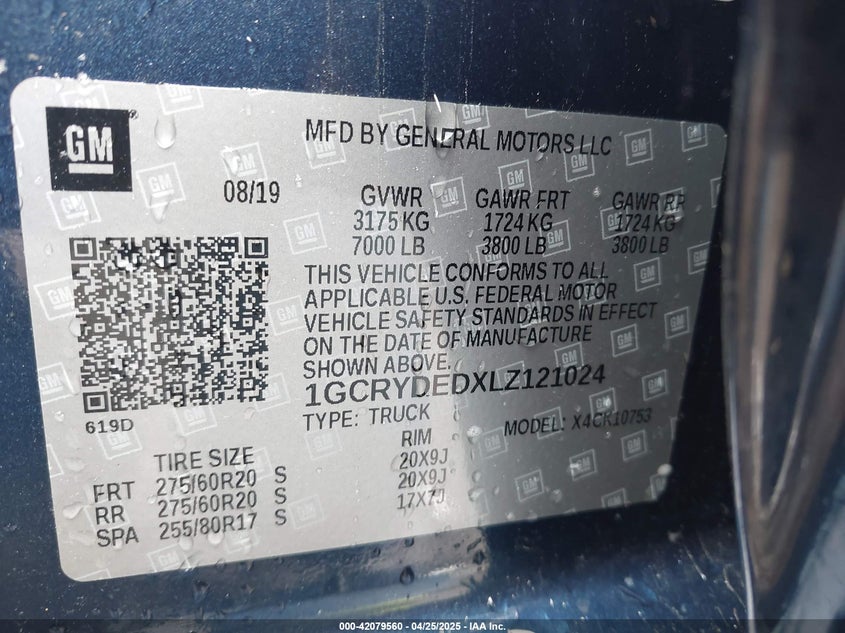 GM
MFD BY GENERAL MOTORS LLC
08/19 GVWR GAWR FRT GAWR RR
3175 KG 1724 KG 1724 KG
7000 LB 3800 LB 3800 LB
THIS VEHICLE CONFORMS TO ALL
APPLICABLE U.S. FEDERAL MOTOR
VEHICLE SAFETY STANDARDS IN EFFECT
ON THE DATE OF MANUFACTURE
SHOWN ABOVE.
1GCRYDEDXLZ121024
TYPE: TRUCK MODEL: X4CK10753
619D
TIRE SIZE RIM
FRT 275/60R20 S 20X9J
RR 275/60R20 S 20X9J
SPA 255/80R17 S 17X7J
000-42079560 - 04/25/2025 - IAA Inc.